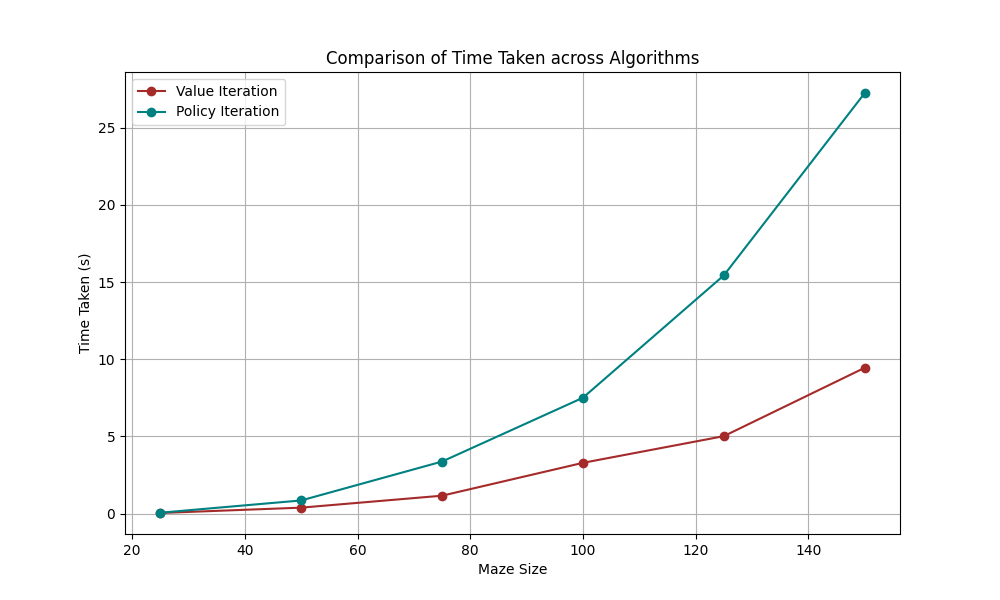 Comparison of Time Taken across Algorithms
Value Iteration
Policy Iteration
Time Taken (s)
25
20
15
10
5
0
20 40 60 80 100 120 140
Maze Size